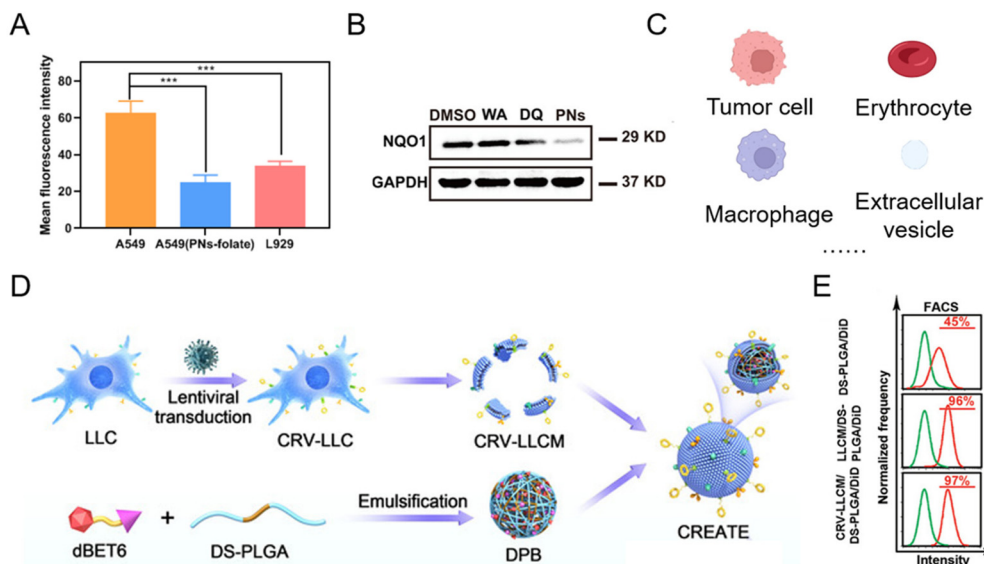 A
Mean fluorescence intensity
80
60
40
20
0
***
***
A549
A549(PNs-folate)
L929
B
DMSO WA DQ PNs
NQO1
29 KD
GAPDH
37 KD
C
Tumor cell
Erythrocyte
Macrophage
Extracellular
vesicle
......
D
LLC
Lentiviral
transduction
CRV-LLC
CRV-LLCM
dBET6
+
DS-PLGA
Emulsification
DPB
CREATE
E
FACS
Normalized frequency
DS-PLGA/DiD
45%
LLCM/DS-
PLGA/DiD
96%
CRV-LLCM/
DS-PLGA/DiD
97%
Intensity